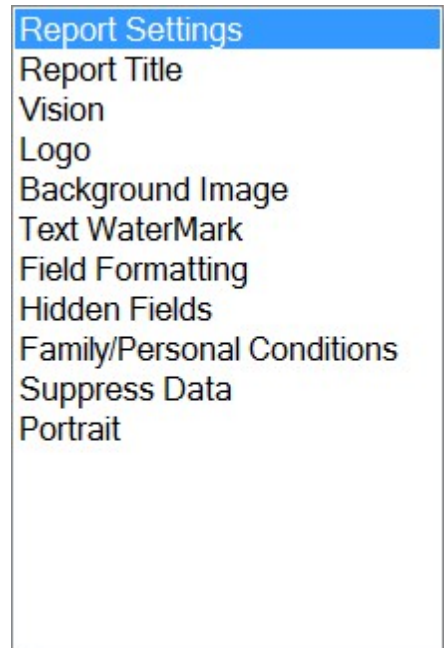 Report Settings
Report Title
Vision
Logo
Background Image
Text WaterMark
Field Formatting
Hidden Fields
Family/Personal Conditions
Suppress Data
Portrait